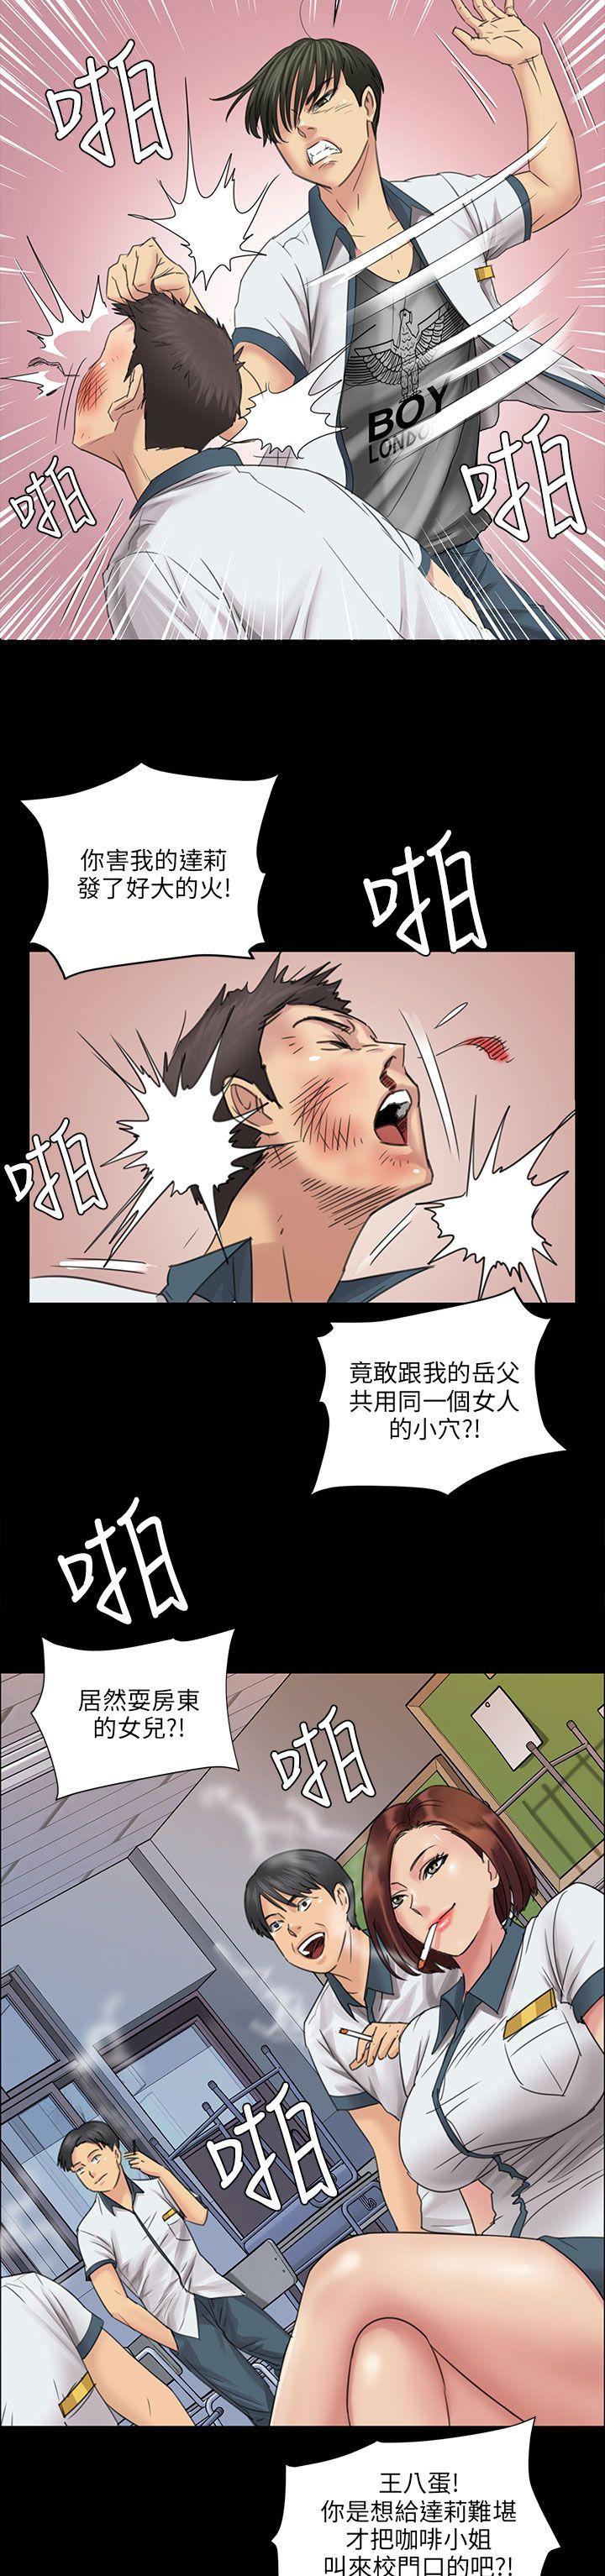 啪
BOY
LONDON
啪
啪
你害我的達莉
發了好大的火!
啪
啪
竟敢跟我的岳父
共用同一個女人
的小穴?!
啪
居然耍房東
的女兒?!
啪
啪
王八蛋!
你是想給達莉難堪
才把咖啡小姐
叫來校門口的吧?!